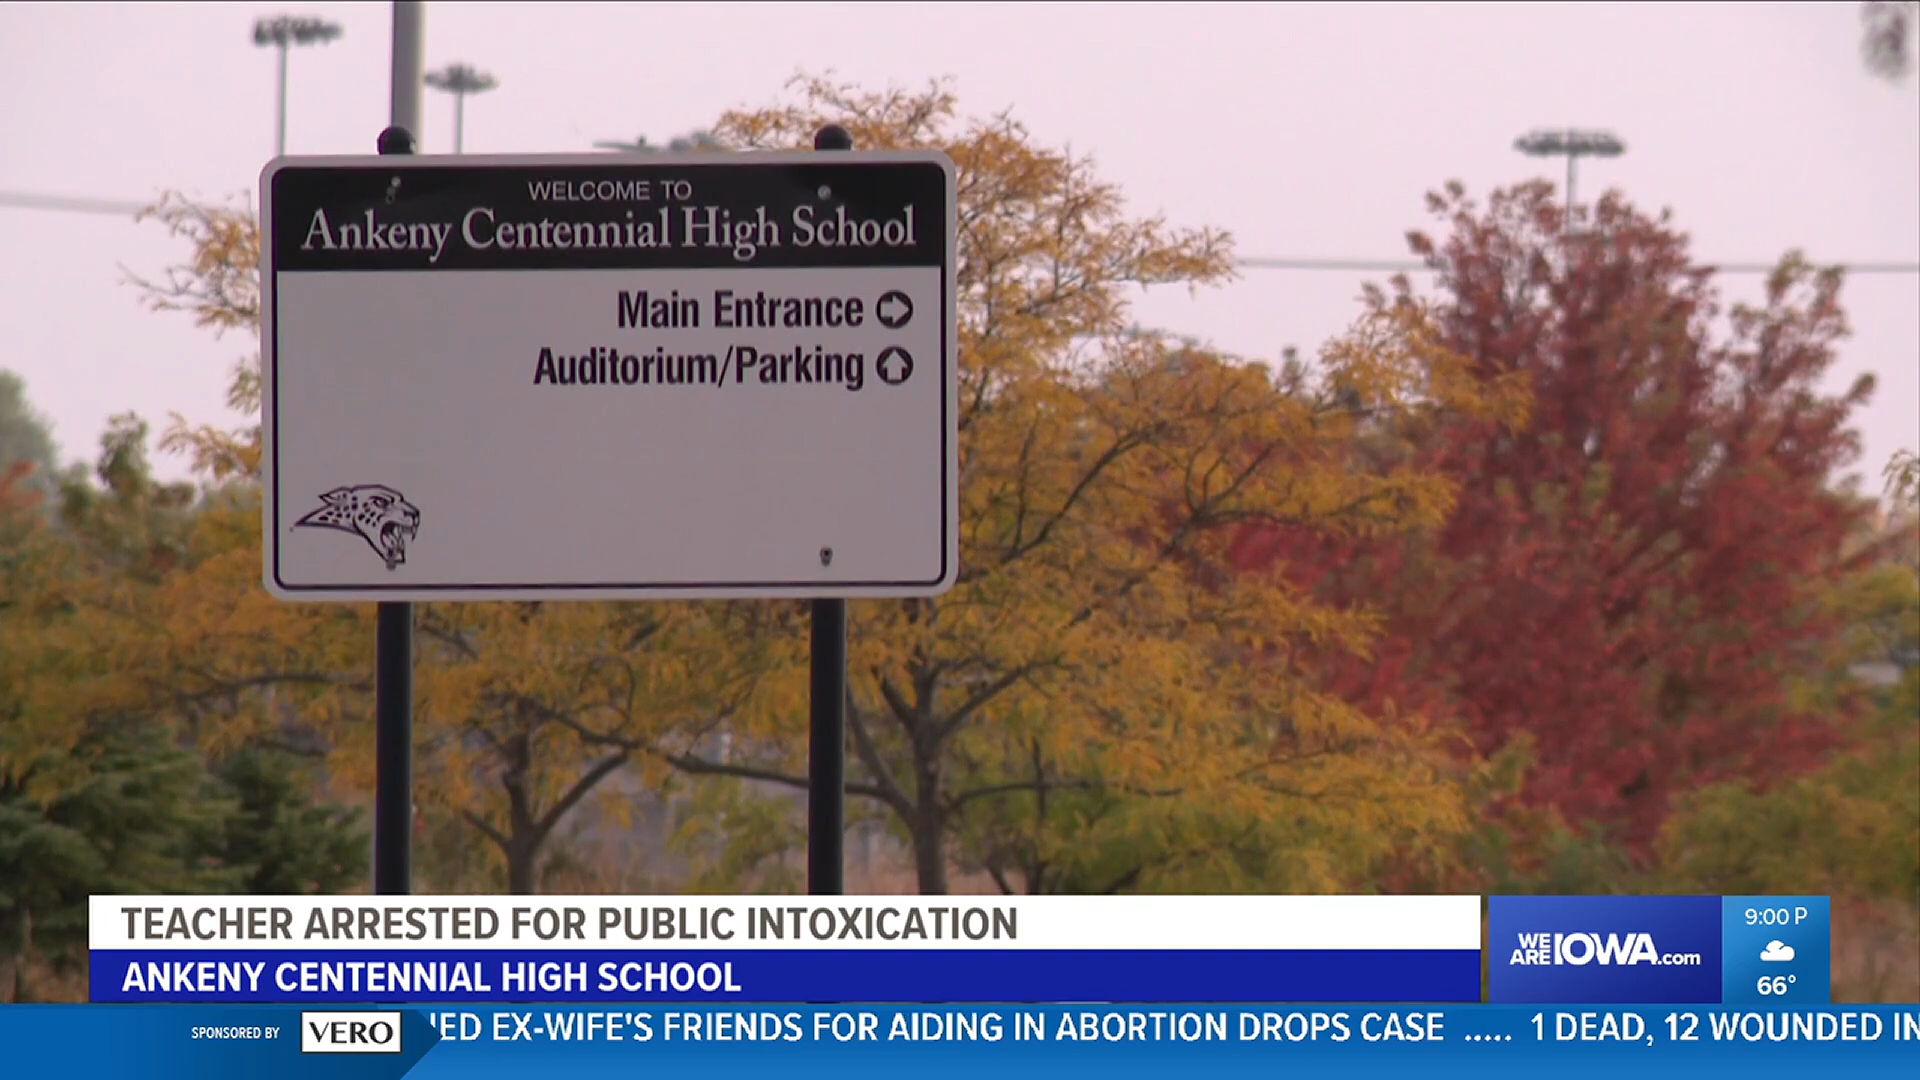 WELCOME TO
Ankeny Centennial High School
Main Entrance
Auditorium/Parking
TEACHER ARRESTED FOR PUBLIC INTOXICATION
ANKENY CENTENNIAL HIGH SCHOOL
WE ARE IOWA.com
9:00 P
66°
SPONSORED BY VERO
EX-WIFE'S FRIENDS FOR AIDING IN ABORTION DROPS CASE ..... 1 DEAD, 12 WOUNDED IN